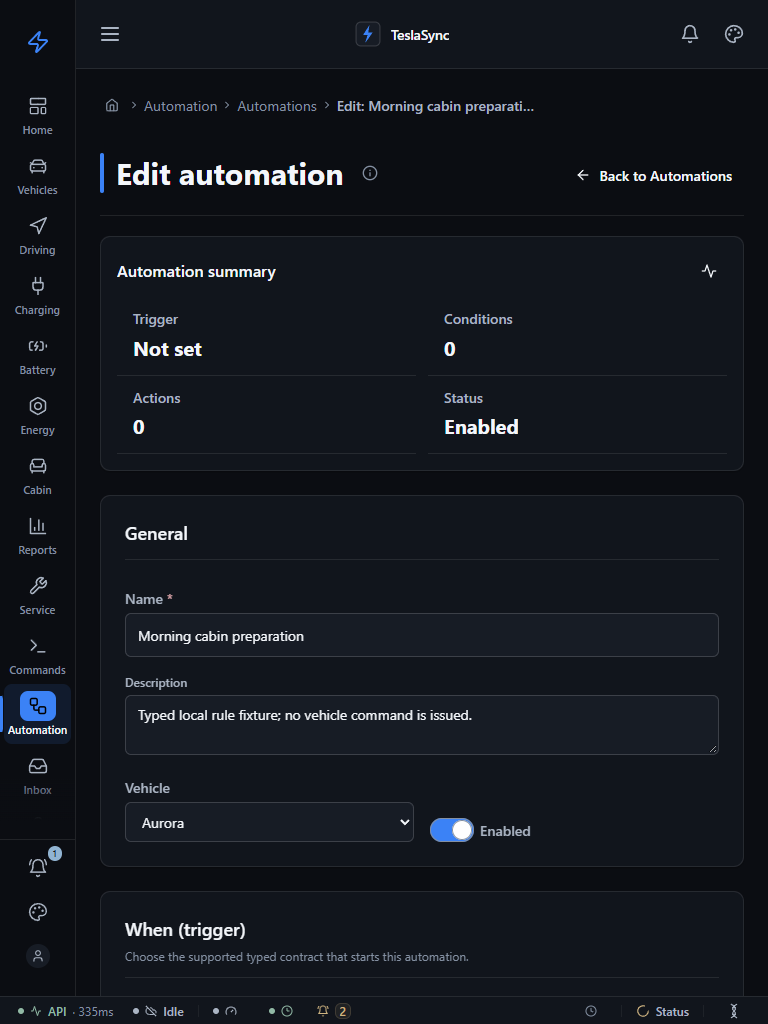 TeslaSync
Home
Vehicles
Driving
Charging
Battery
Energy
Cabin
Reports
Service
Commands
Automation
Inbox
1
Automation > Automations > Edit: Morning cabin preparati...
Edit automation
Back to Automations
Automation summary
Trigger
Not set
Conditions
0
Actions
0
Status
Enabled
General
Name *
Morning cabin preparation
Description
Typed local rule fixture; no vehicle command is issued.
Vehicle
Aurora
Enabled
When (trigger)
Choose the supported typed contract that starts this automation.
API · 335ms
Idle
2
Status